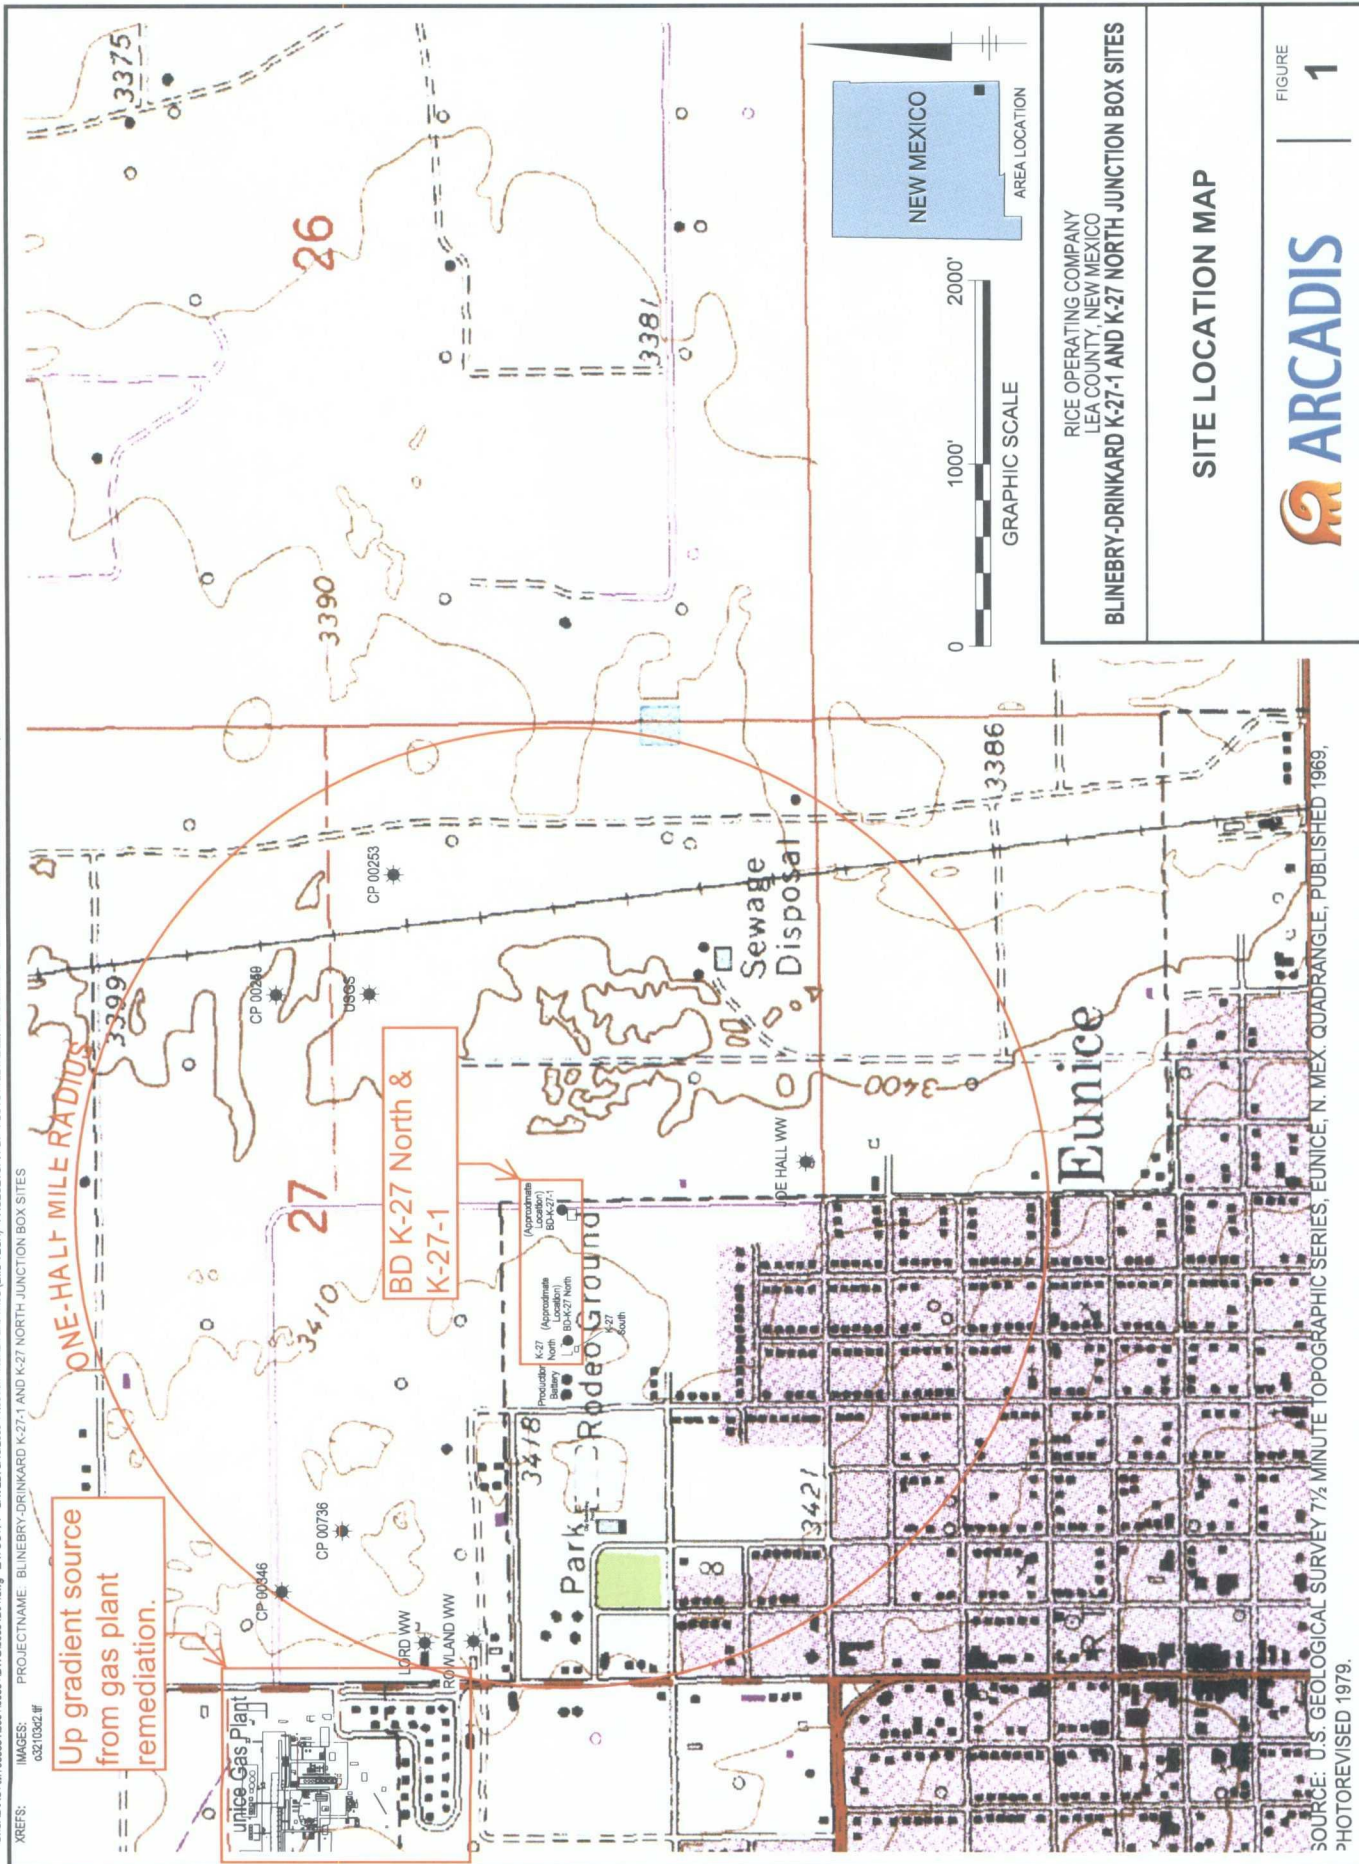 XREFS:
IMAGES:
PROJECTNAME: BLINEBRY-DRINKARD K-27-1 AND K-27 NORTH JUNCTION BOX SITES
o32103d2.tif
Up gradient source
from gas plant
remediation.
ONE-HALF MILE RADIUS
3375
26
3399
CP 00253
USGS
3390
27
3410
CP 00736
CP 00346
LORD WW
ROWLAND WW
unice Gas Plant
BD K-27 North &
K-27-1
3381
(Approximate
Location)
BD-K-27-1
(Approximate
Location)
BD-K-27 North
K-27
North
K-27
South
Production
Battery
Rodeo Ground
3418
Park
Sewage
Disposal
JOE HALL WW
3400
3421
3386
Eunice
NEW MEXICO
AREA LOCATION
0
1000'
2000'
GRAPHIC SCALE
RICE OPERATING COMPANY
LEA COUNTY, NEW MEXICO
BLINEBRY-DRINKARD K-27-1 AND K-27 NORTH JUNCTION BOX SITES
SITE LOCATION MAP
ARCADIS
FIGURE
1
SOURCE: U.S. GEOLOGICAL SURVEY 7½ MINUTE TOPOGRAPHIC SERIES, EUNICE, N. MEX. QUADRANGLE, PUBLISHED 1969,
PHOTOREVISED 1979.